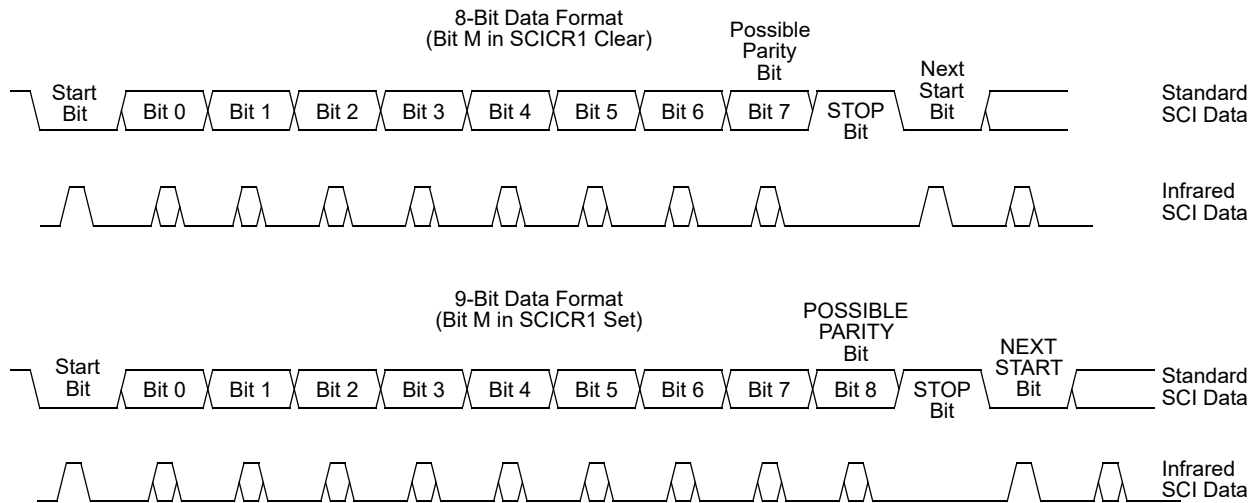 8-Bit Data Format
(Bit M in SCICR1 Clear)
Possible
Parity
Bit
Start
Bit
Next
Start
Bit
Bit 0 Bit 1 Bit 2 Bit 3 Bit 4 Bit 5 Bit 6 Bit 7
STOP
Bit
Standard
SCI Data
Infrared
SCI Data
9-Bit Data Format
(Bit M in SCICR1 Set)
POSSIBLE
PARITY
Bit
Start
Bit
NEXT
START
Bit
Bit 0 Bit 1 Bit 2 Bit 3 Bit 4 Bit 5 Bit 6 Bit 7 Bit 8
STOP
Bit
Standard
SCI Data
Infrared
SCI Data